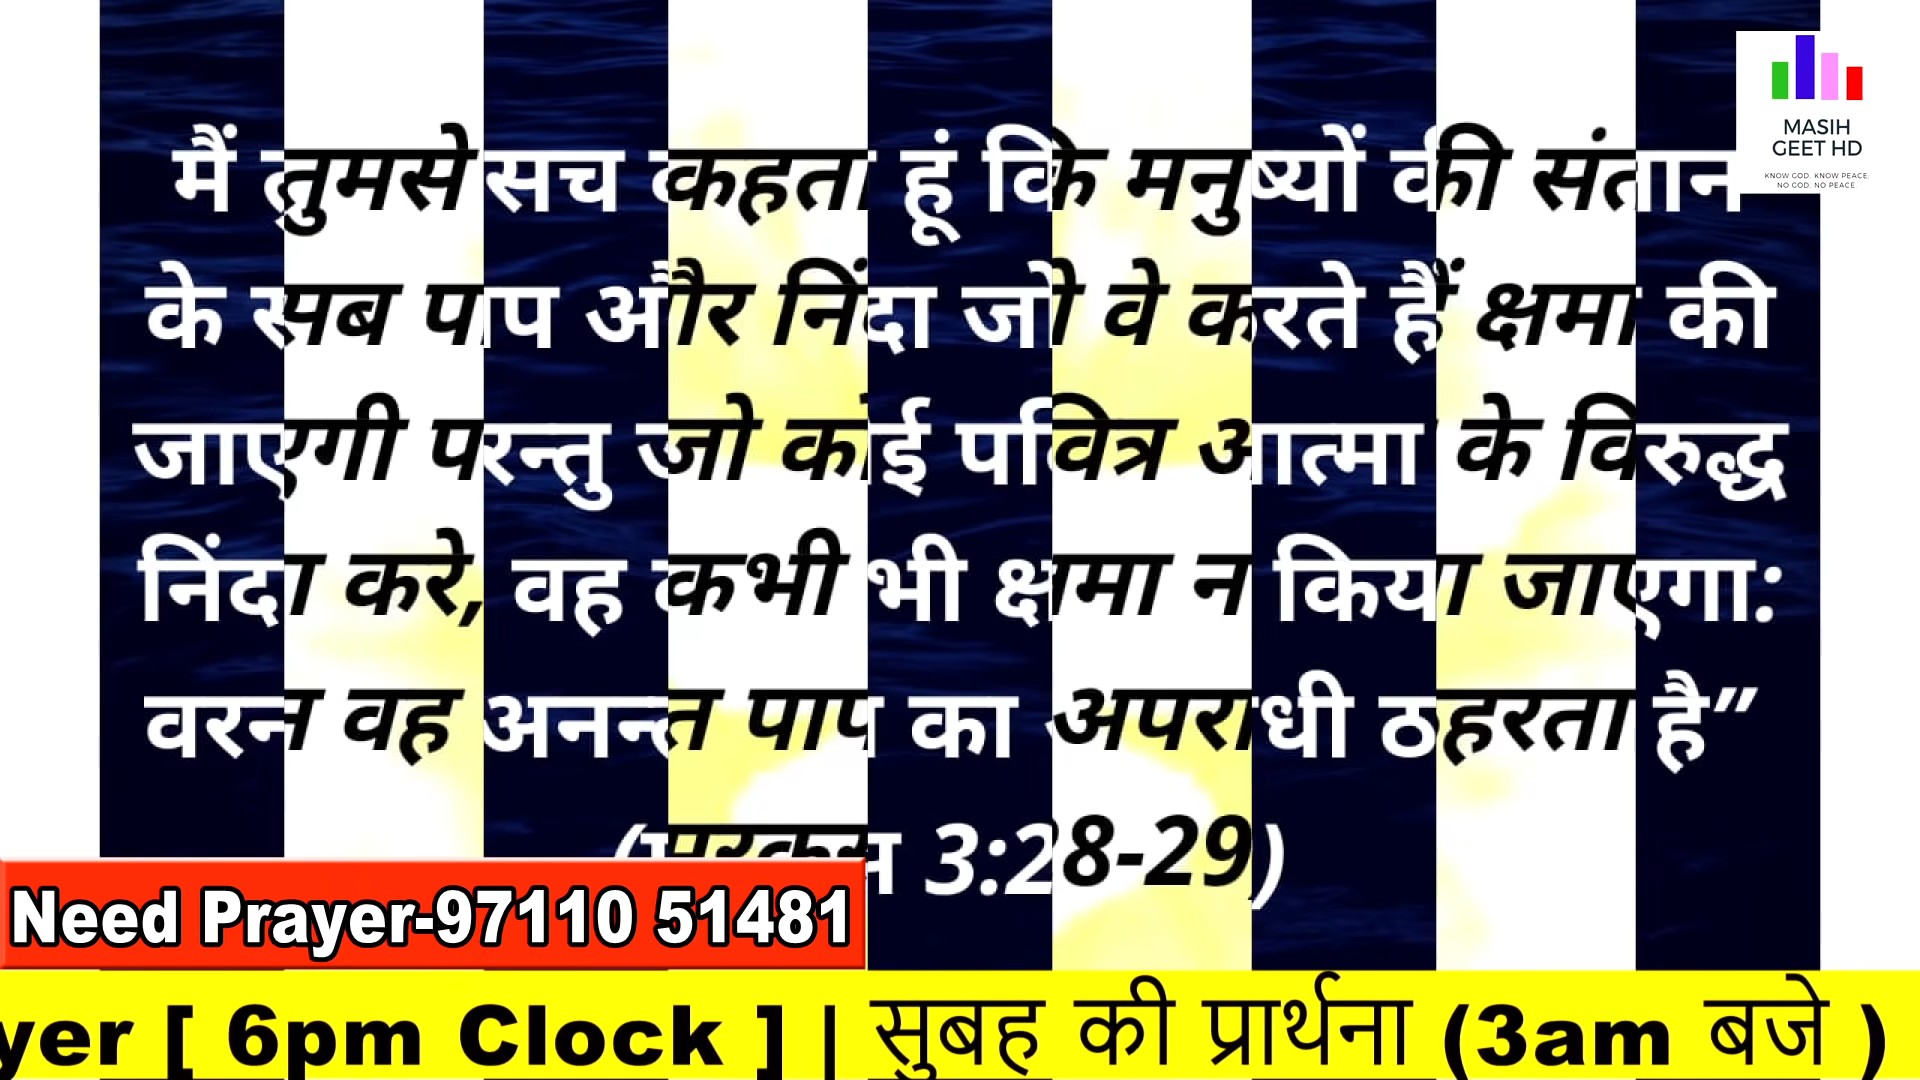 मैं तुमसे सच कहता हूं कि मनुष्यों की संतान
के सब पाप और निंदा जो वे करते हैं क्षमा की
जाएगी परन्तु जो कोई पवित्र आत्मा के विरुद्ध
निंदा करे, वह कभी भी क्षमा न किया जाएगा:
वरन वह अनन्त पाप का अपराधी ठहरता है”
(मरकुस 3:28-29)
MASIH
GEET HD
KNOW GOD. KNOW PEACE.
NO GOD. NO PEACE.
Need Prayer-97110 51481
yer [ 6pm Clock ] | सुबह की प्रार्थना (3am बजे )